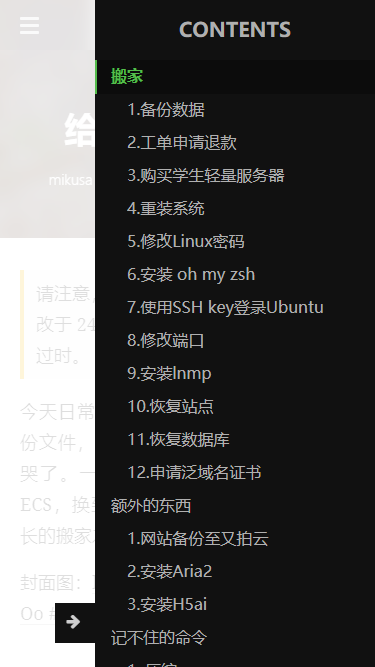 CONTENTS
搬家
1.备份数据
2.工单申请退款
3.购买学生轻量服务器
4.重装系统
5.修改Linux密码
6.安装 oh my zsh
7.使用SSH key登录Ubuntu
8.修改端口
9.安装lnmp
10.恢复站点
11.恢复数据库
12.申请泛域名证书
额外的东西
1.网站备份至又拍云
2.安装Aria2
3.安装H5ai
记不住的命令
给
mikusa
请注意,
改于 24
过时。
今天日常
份文件,
哭了。一
ECS，换
长的搬家
封面图:
Oo #